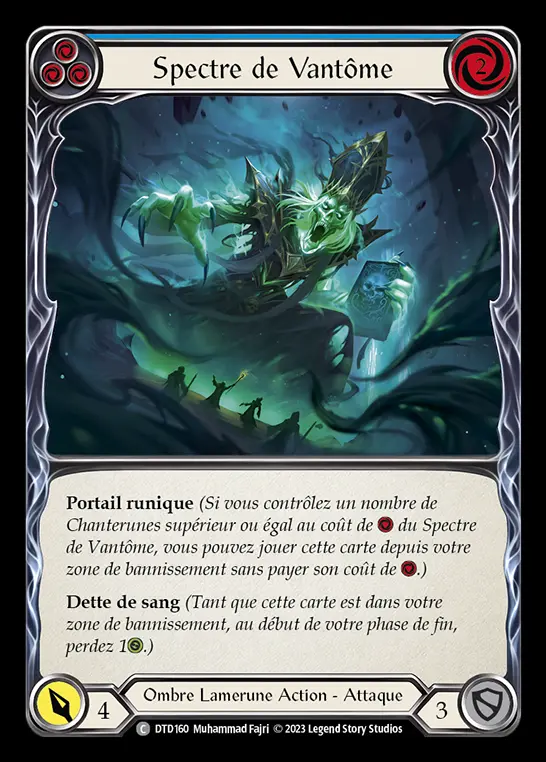 Spectre de Vantôme
2
Portail runique (Si vous contrôlez un nombre de
Chanterunes supérieur ou égal au coût de du Spectre
de Vantôme, vous pouvez jouer cette carte depuis votre
zone de bannissement sans payer son coût de .)
Dette de sang (Tant que cette carte est dans votre
zone de bannissement, au début de votre phase de fin,
perdez 1 .)
4
Ombre Lamerune Action - Attaque
3
C DTD160 Muhammad Fajri © 2023 Legend Story Studios